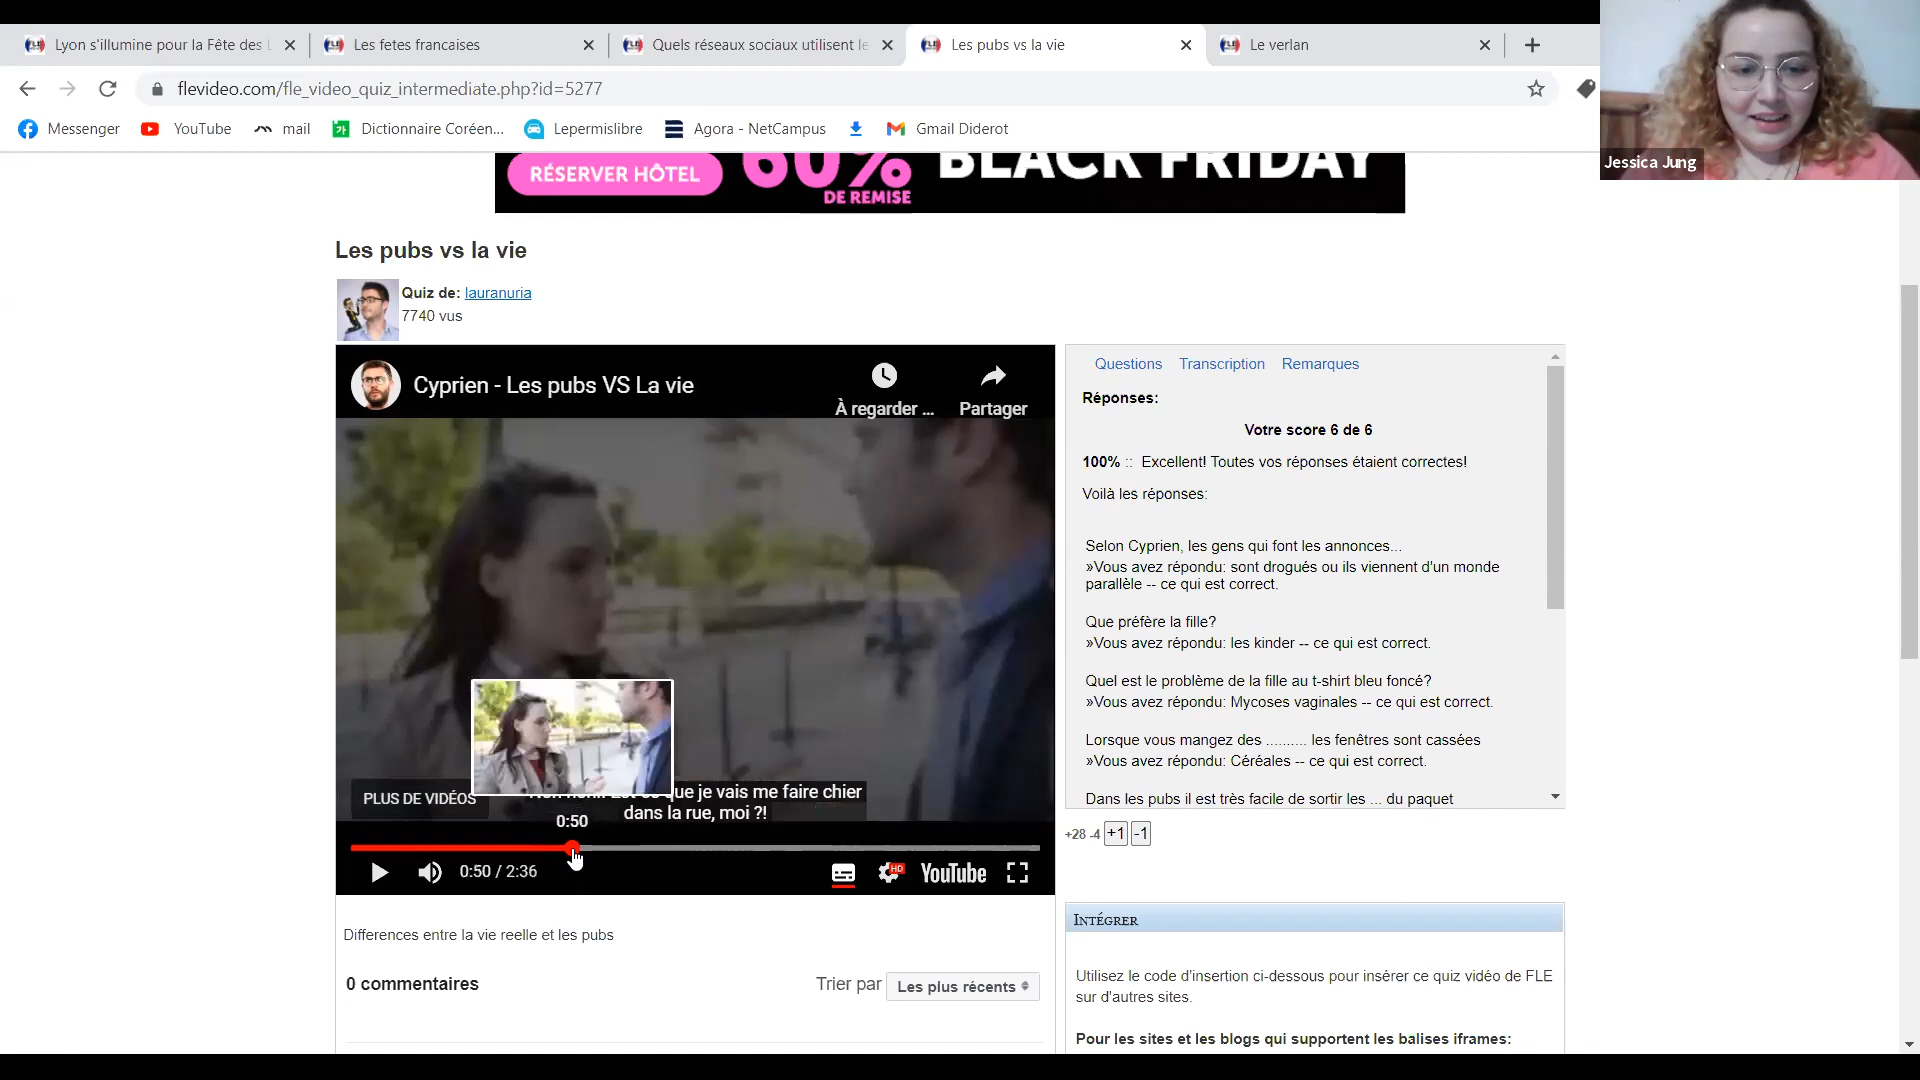 Lyon s'illumine pour la Fête des
Les fetes francaises
Quels réseaux sociaux utilisent le
Les pubs vs la vie
Le verlan
flevideo.com/fle_video_quiz_intermediate.php?id=5277
Messenger
YouTube
mail
Dictionnaire Coréen...
Lepermislibre
Agora - NetCampus
Gmail Diderot
Jessica Jung
RÉSERVER HÔTEL
60%
DE REMISE
BLACK FRIDAY
Les pubs vs la vie
Quiz de: lauranuria
7740 vus
Cyprien - Les pubs VS La vie
À regarder ...
Partager
PLUS DE VIDÉOS
que je vais me faire chier
dans la rue, moi ?!
0:50
0:50 / 2:36
HD
YouTube
Questions
Transcription
Remarques
Réponses:
Votre score 6 de 6
100% :: Excellent! Toutes vos réponses étaient correctes!
Voilà les réponses:
Selon Cyprien, les gens qui font les annonces...
»Vous avez répondu: sont drogués ou ils viennent d'un monde
parallèle -- ce qui est correct.
Que préfère la fille?
»Vous avez répondu: les kinder -- ce qui est correct.
Quel est le problème de la fille au t-shirt bleu foncé?
»Vous avez répondu: Mycoses vaginales -- ce qui est correct.
Lorsque vous mangez des .......... les fenêtres sont cassées
»Vous avez répondu: Céréales -- ce qui est correct.
Dans les pubs il est très facile de sortir les ... du paquet
+28 -4 +1 -1
Differences entre la vie reelle et les pubs
0 commentaires
Trier par
Les plus récents
INTÉGRER
Utilisez le code d'insertion ci-dessous pour insérer ce quiz vidéo de FLE
sur d'autres sites.
Pour les sites et les blogs qui supportent les balises iframes: